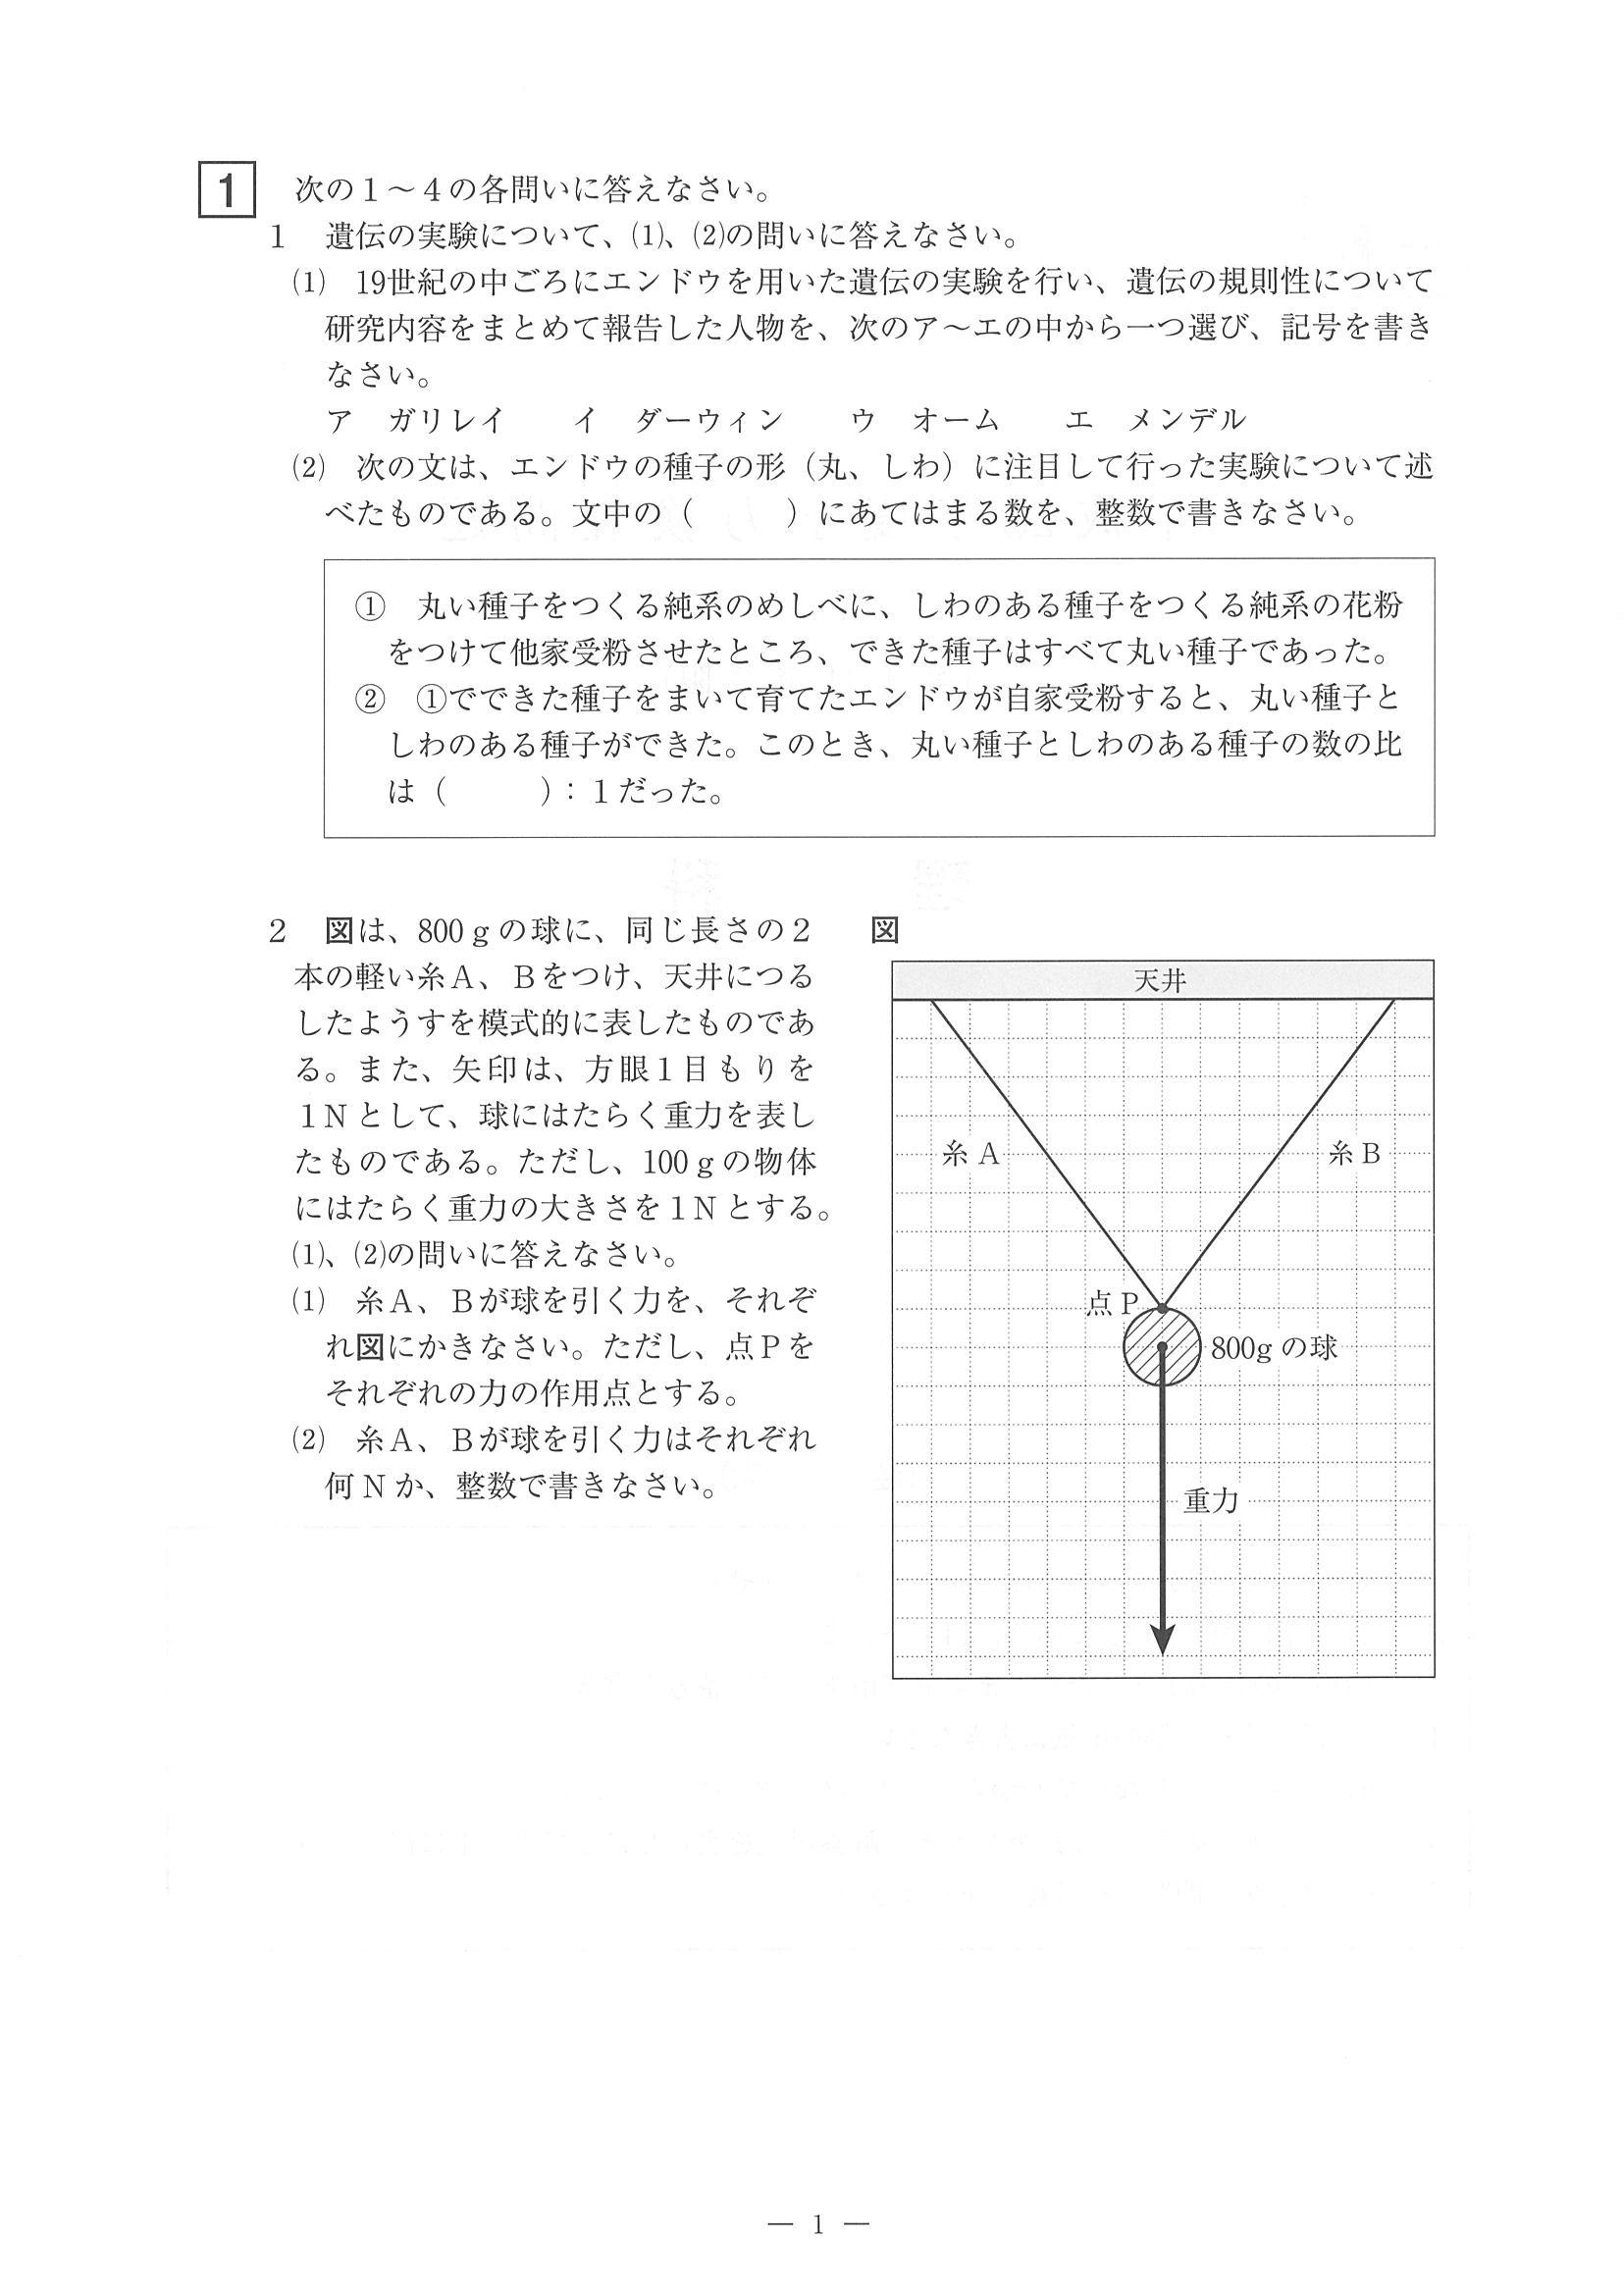 1　次の１～４の各問いに答えなさい。
１　遺伝の実験について、⑴、⑵の問いに答えなさい。
⑴　19世紀の中ごろにエンドウを用いた遺伝の実験を行い、遺伝の規則性について
研究内容をまとめて報告した人物を、次のア～エの中から一つ選び、記号を書き
なさい。
ア　ガリレイ　　イ　ダーウィン　　ウ　オーム　　エ　メンデル
⑵　次の文は、エンドウの種子の形（丸、しわ）に注目して行った実験について述
べたものである。文中の（　　　）にあてはまる数を、整数で書きなさい。
①　丸い種子をつくる純系のめしべに、しわのある種子をつくる純系の花粉
をつけて他家受粉させたところ、できた種子はすべて丸い種子であった。
②　①でできた種子をまいて育てたエンドウが自家受粉すると、丸い種子と
しわのある種子ができた。このとき、丸い種子としわのある種子の数の比
は（　　　）：１だった。
２　図は、800ｇの球に、同じ長さの２
本の軽い糸Ａ、Ｂをつけ、天井につる
したようすを模式的に表したものであ
る。また、矢印は、方眼１目もりを
１Ｎとして、球にはたらく重力を表し
たものである。ただし、100ｇの物体
にはたらく重力の大きさを１Ｎとする。
⑴、⑵の問いに答えなさい。
⑴　糸Ａ、Ｂが球を引く力を、それぞ
れ図にかきなさい。ただし、点Ｐを
それぞれの力の作用点とする。
⑵　糸Ａ、Ｂが球を引く力はそれぞれ
何Ｎか、整数で書きなさい。
図
天井
糸Ａ
糸Ｂ
点Ｐ
800gの球
重力
― 1 ―